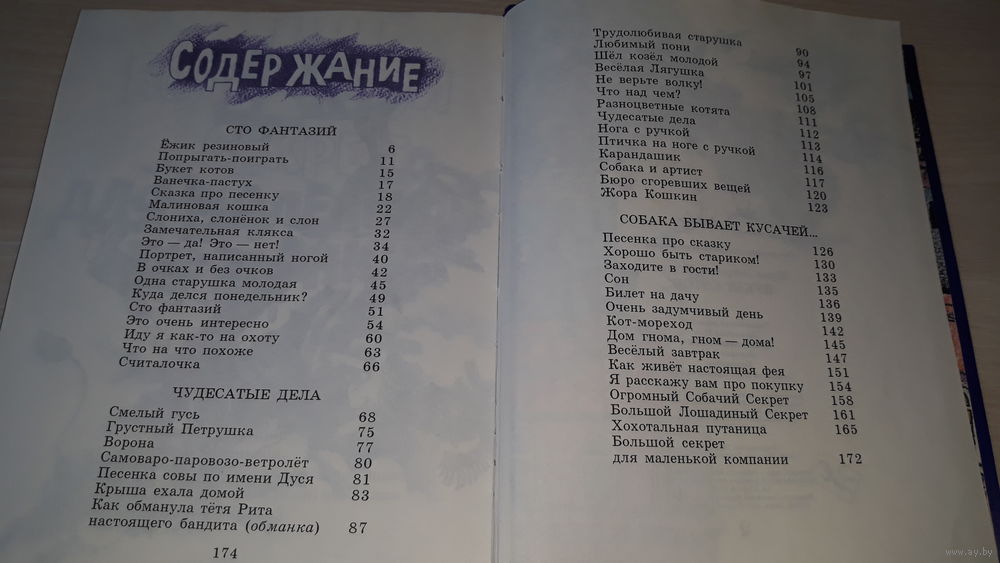 СОДЕРЖАНИЕ
СТО ФАНТАЗИЙ
Ёжик резиновый 6
Попрыгать-поиграть 11
Букет котов 15
Ванечка-пастух 17
Сказка про песенку 18
Малиновая кошка 22
Слониха, слонёнок и слон 27
Замечательная клякса 32
Это — да! Это — нет! 34
Портрет, написанный ногой 40
В очках и без очков 42
Одна старушка молодая 45
Куда делся понедельник? 49
Сто фантазий 51
Это очень интересно 54
Иду я как-то на охоту 60
Что на что похоже 63
Считалочка 66
ЧУДЕСАТЫЕ ДЕЛА
Смелый гусь 68
Грустный Петрушка 75
Ворона 77
Самоваро-паровозо-ветролёт 80
Песенка совы по имени Дуся 81
Крыша ехала домой 83
Как обманула тётя Рита
настоящего бандита (обманка) 87
174
Трудолюбивая старушка 90
Любимый пони 94
Шёл козёл молодой 97
Весёлая Лягушка 101
Не верьте волку! 105
Что над чем? 108
Разноцветные котята 111
Чудесатые дела 112
Нога с ручкой 113
Птичка на ноге с ручкой 114
Карандашик 116
Собака и артист 117
Бюро сгоревших вещей 120
Жора Кошкин 123
СОБАКА БЫВАЕТ КУСАЧЕЙ...
Песенка про сказку 126
Хорошо быть стариком! 130
Заходите в гости! 133
Сон 135
Билет на дачу 136
Очень задумчивый день 139
Кот-мореход 142
Дом гнома, гном — дома! 145
Весёлый завтрак 147
Как живёт настоящая фея 151
Я расскажу вам про покупку 154
Огромный Собачий Секрет 158
Большой Лошадиный Секрет 161
Хохотальная путаница 165
Большой секрет
для маленькой компании 172
www.ay.by